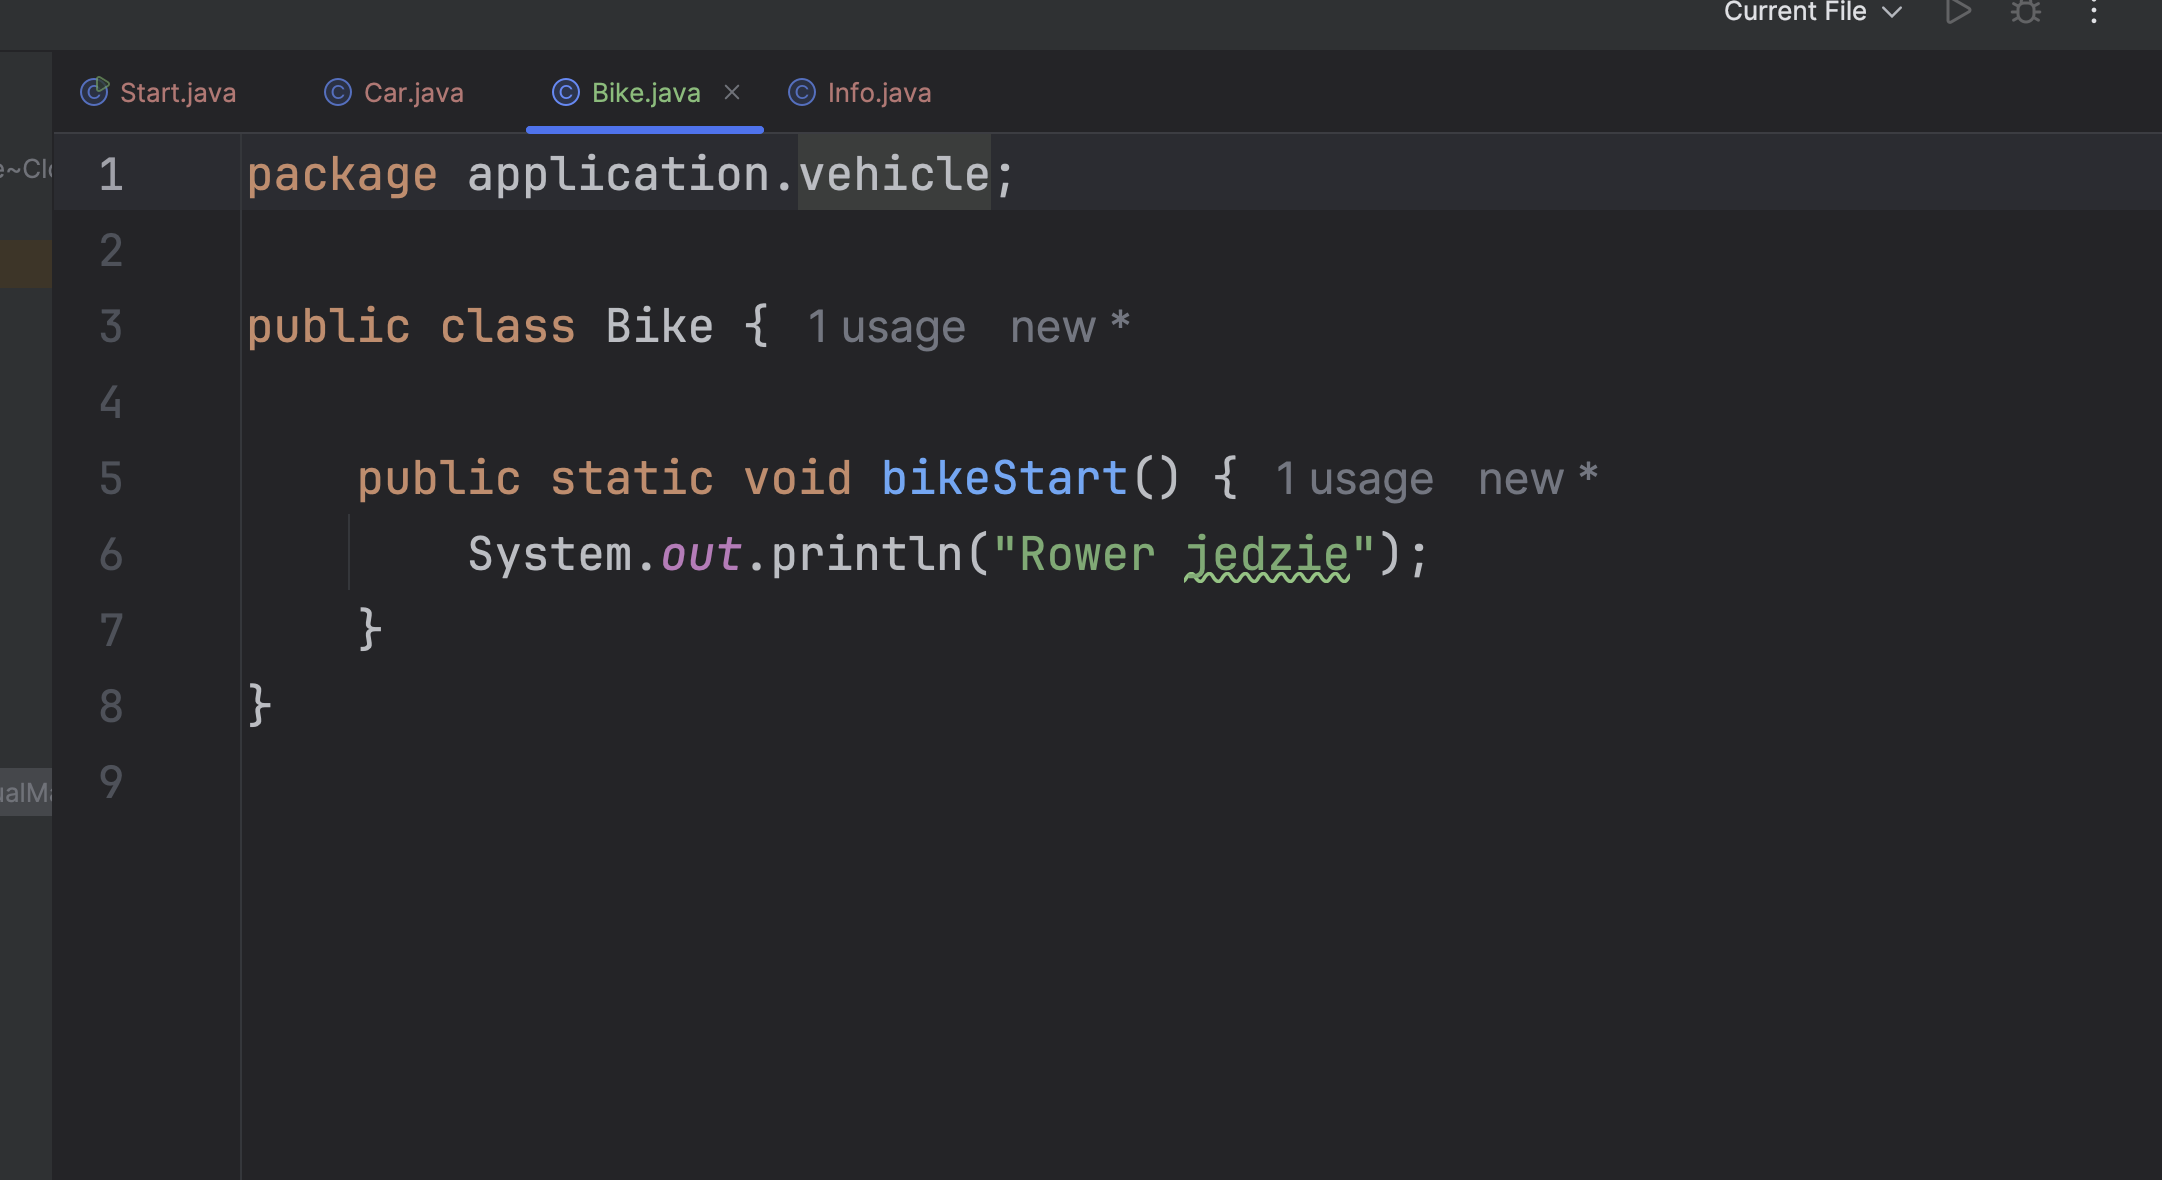 Current File
Start.java Car.java Bike.java Info.java
1 package application.vehicle;
2
3 public class Bike { 1 usage new *
4
5 public static void bikeStart() { 1 usage new *
6 System.out.println("Rower jedzie");
7 }
8 }
9